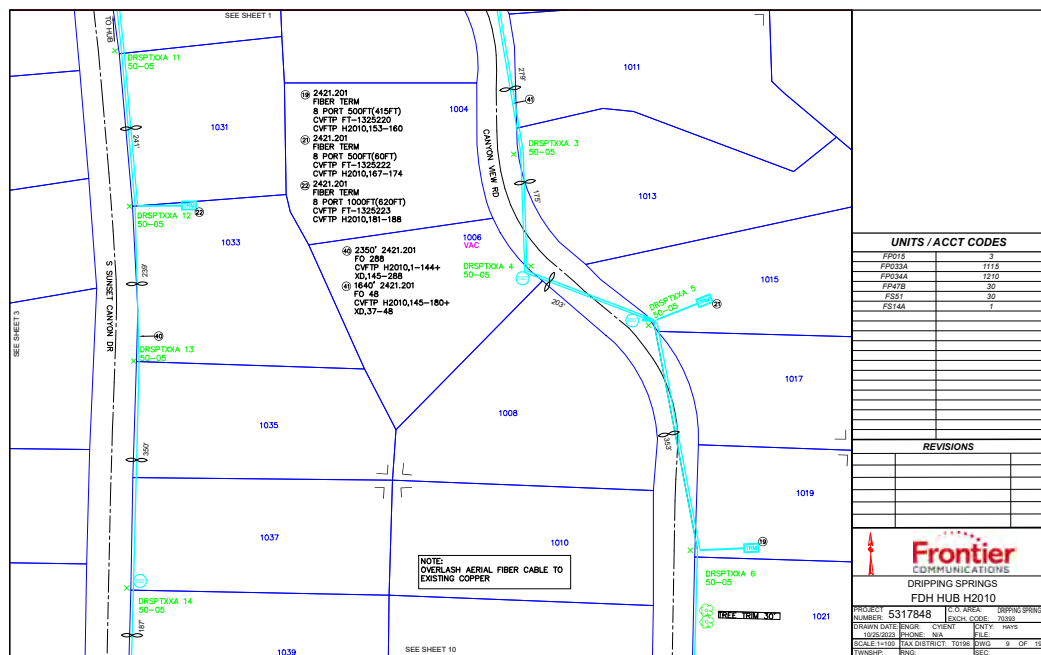 SEE SHEET 1
TO HUB
DRSPTXXA 11
50-05
241'
1031
⑲ 2421.201
FIBER TERM
8 PORT 500FT(415FT)
CVFTP FT-1325220
CVFTP H2010,153-160
㉑ 2421.201
FIBER TERM
8 PORT 500FT(60FT)
CVFTP FT-1325222
CVFTP H2010,167-174
㉒ 2421.201
FIBER TERM
8 PORT 1000FT(620FT)
CVFTP FT-1325223
CVFTP H2010,181-188
1004
CANYON VIEW RD
279'
㊶
1011
DRSPTXXA 3
50-05
175'
1013
DRSPTXXA 12
50-05
TRM
㉒
1033
S SUNSET CANYON DR
239'
SEE SHEET 3
㊵ 2350' 2421.201
FO 288
CVFTP H2010,1-144+
XD,145-288
㊶ 1640' 2421.201
FO 48
CVFTP H2010,145-180+
XD,37-48
1006
VAC
DRSPTXXA 4
50-05
203'
1015
DRSPTXXA 5
50-05
TRM
㉑
㊵
DRSPTXXA 13
50-05
1017
1035
1008
350'
353'
1019
1037
1010
TRM
⑲
NOTE:
OVERLASH AERIAL FIBER CABLE TO
EXISTING COPPER
DRSPTXXA 6
50-05
TREE TRIM 30'
1021
DRSPTXXA 14
50-05
187'
1039
SEE SHEET 10
UNITS / ACCT CODES
FP015 3
FP033A 1115
FP034A 1210
FP47B 30
FS51 30
FS14A 1
REVISIONS
Frontier
COMMUNICATIONS
DRIPPING SPRINGS
FDH HUB H2010
PROJECT NUMBER: 5317848
C.O. AREA: DRIPPING SPRING
EXCH. CODE: 70393
DRAWN DATE: 10/25/2023
ENGR: CYIENT
CNTY: HAYS
PHONE: N/A
FILE:
SCALE:1=100
TAX DISTRICT: T0196
DWG 9 OF 19
TWNSHP:
RNG:
SEC: